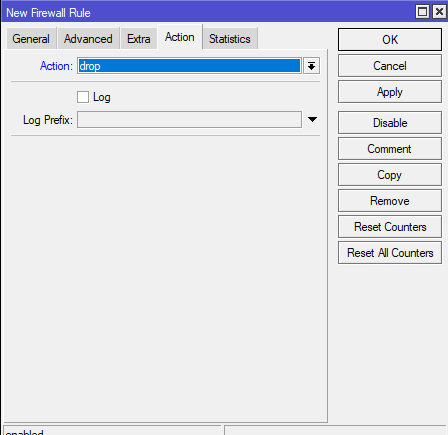 New Firewall Rule
General Advanced Extra Action Statistics
Action: drop
Log
Log Prefix:
OK
Cancel
Apply
Disable
Comment
Copy
Remove
Reset Counters
Reset All Counters
enabled